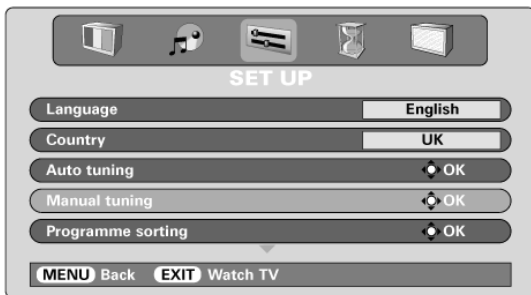 SET UP
Language English
Country UK
Auto tuning OK
Manual tuning OK
Programme sorting OK
MENU Back EXIT Watch TV